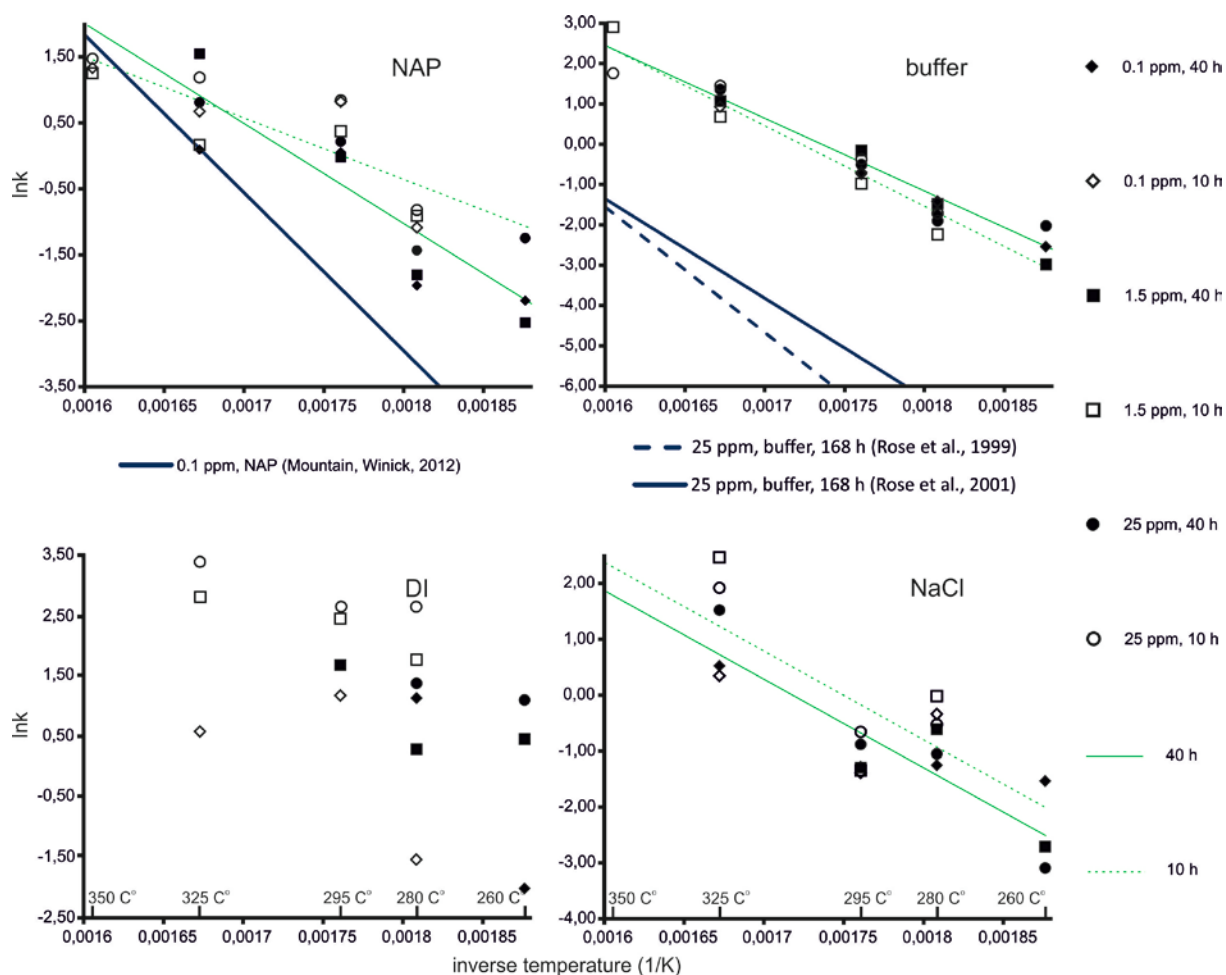 NAP
1,50
0,50
-0,50
-1,50
-2,50
-3,50
lnk
0,0016 0,00165 0,0017 0,00175 0,0018 0,00185
0.1 ppm, NAP (Mountain, Winick, 2012)
buffer
3,00
2,00
1,00
0,00
-1,00
-2,00
-3,00
-4,00
-5,00
-6,00
0,0016 0,00165 0,0017 0,00175 0,0018 0,00185
25 ppm, buffer, 168 h (Rose et al., 1999)
25 ppm, buffer, 168 h (Rose et al., 2001)
0.1 ppm, 40 h
0.1 ppm, 10 h
1.5 ppm, 40 h
1.5 ppm, 10 h
25 ppm, 40 h
25 ppm, 10 h
40 h
10 h
DI
3,50
2,50
1,50
0,50
-0,50
-1,50
-2,50
lnk
350 C° 325 C° 295 C° 280 C° 260 C°
0,0016 0,00165 0,0017 0,00175 0,0018 0,00185
NaCl
2,00
1,00
0,00
-1,00
-2,00
-3,00
-4,00
350 C° 325 C° 295 C° 280 C° 260 C°
0,0016 0,00165 0,0017 0,00175 0,0018 0,00185
inverse temperature (1/K)